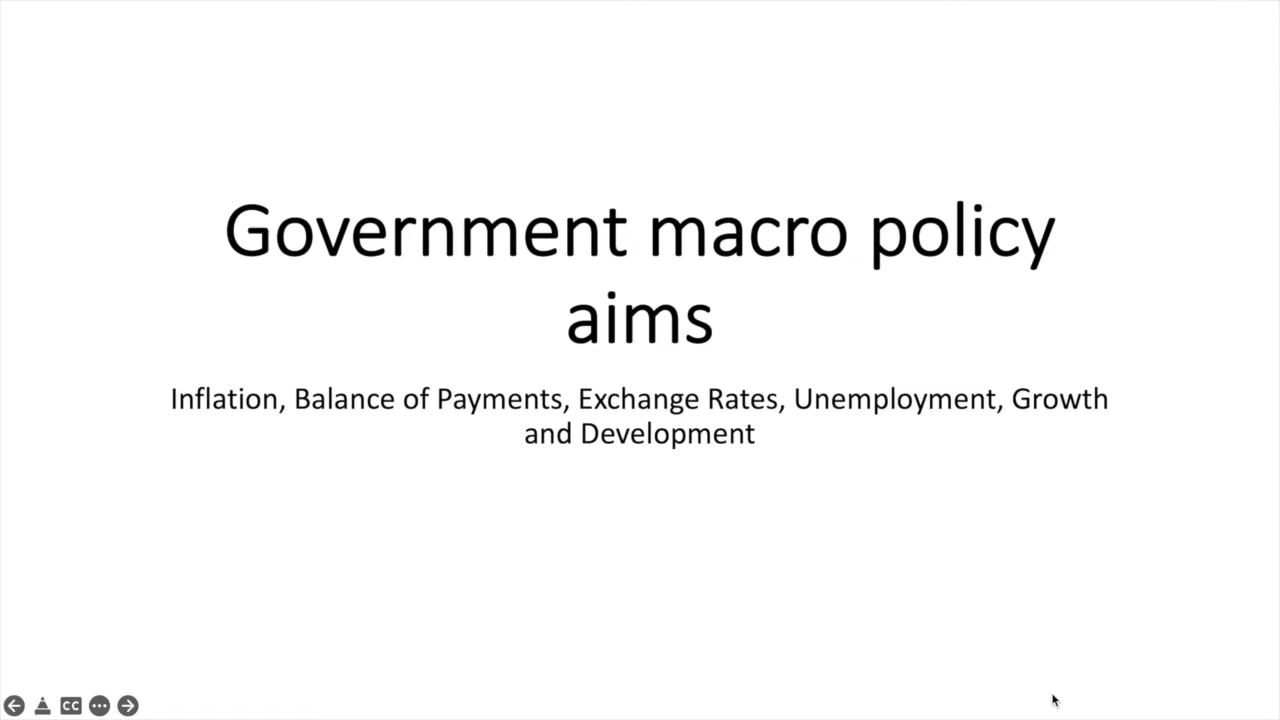 Government macro policy
aims
Inflation, Balance of Payments, Exchange Rates, Unemployment, Growth
and Development
CC